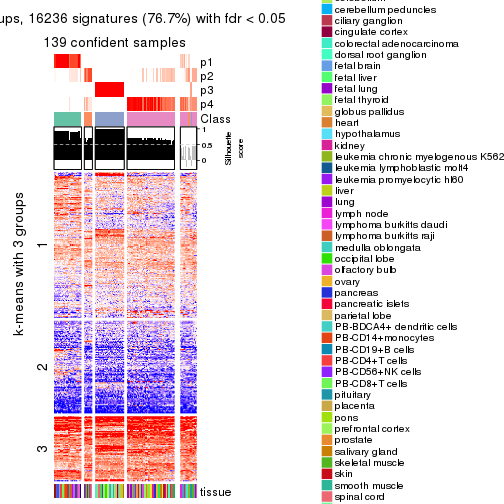 ups, 16236 signatures (76.7%) with fdr < 0.05
139 confident samples
p1
p2
p3
p4
Class
1
0.5
0
Silhouette
score
k-means with 3 groups
1
2
3
tissue
cerebellum peduncles
ciliary ganglion
cingulate cortex
colorectal adenocarcinoma
dorsal root ganglion
fetal brain
fetal liver
fetal lung
fetal thyroid
globus pallidus
heart
hypothalamus
kidney
leukemia chronic myelogenous K562
leukemia lymphoblastic molt4
leukemia promyelocytic hl60
liver
lung
lymph node
lymphoma burkitts daudi
lymphoma burkitts raji
medulla oblongata
occipital lobe
olfactory bulb
ovary
pancreas
pancreatic islets
parietal lobe
PB-BDCA4+ dendritic cells
PB-CD14+monocytes
PB-CD19+B cells
PB-CD4+T cells
PB-CD56+NK cells
PB-CD8+T cells
pituitary
placenta
pons
prefrontal cortex
prostate
salivary gland
skeletal muscle
skin
smooth muscle
spinal cord